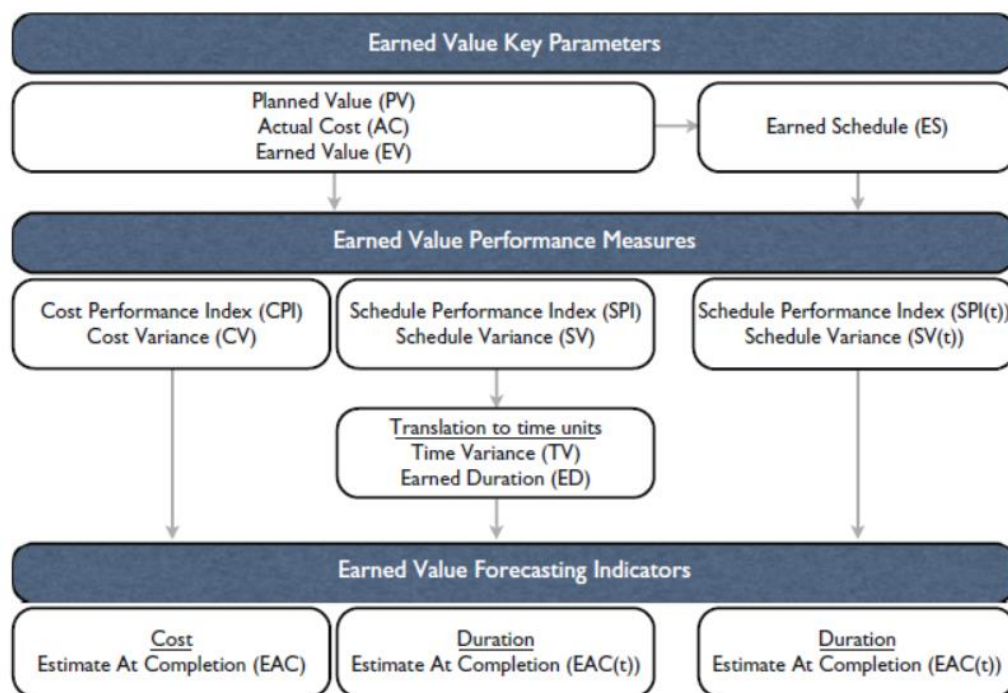 Earned Value Key Parameters
Planned Value (PV)
Actual Cost (AC)
Earned Value (EV)
Earned Schedule (ES)
Earned Value Performance Measures
Cost Performance Index (CPI)
Cost Variance (CV)
Schedule Performance Index (SPI)
Schedule Variance (SV)
Schedule Performance Index (SPI(t))
Schedule Variance (SV(t))
Translation to time units
Time Variance (TV)
Earned Duration (ED)
Earned Value Forecasting Indicators
Cost
Estimate At Completion (EAC)
Duration
Estimate At Completion (EAC(t))
Duration
Estimate At Completion (EAC(t))